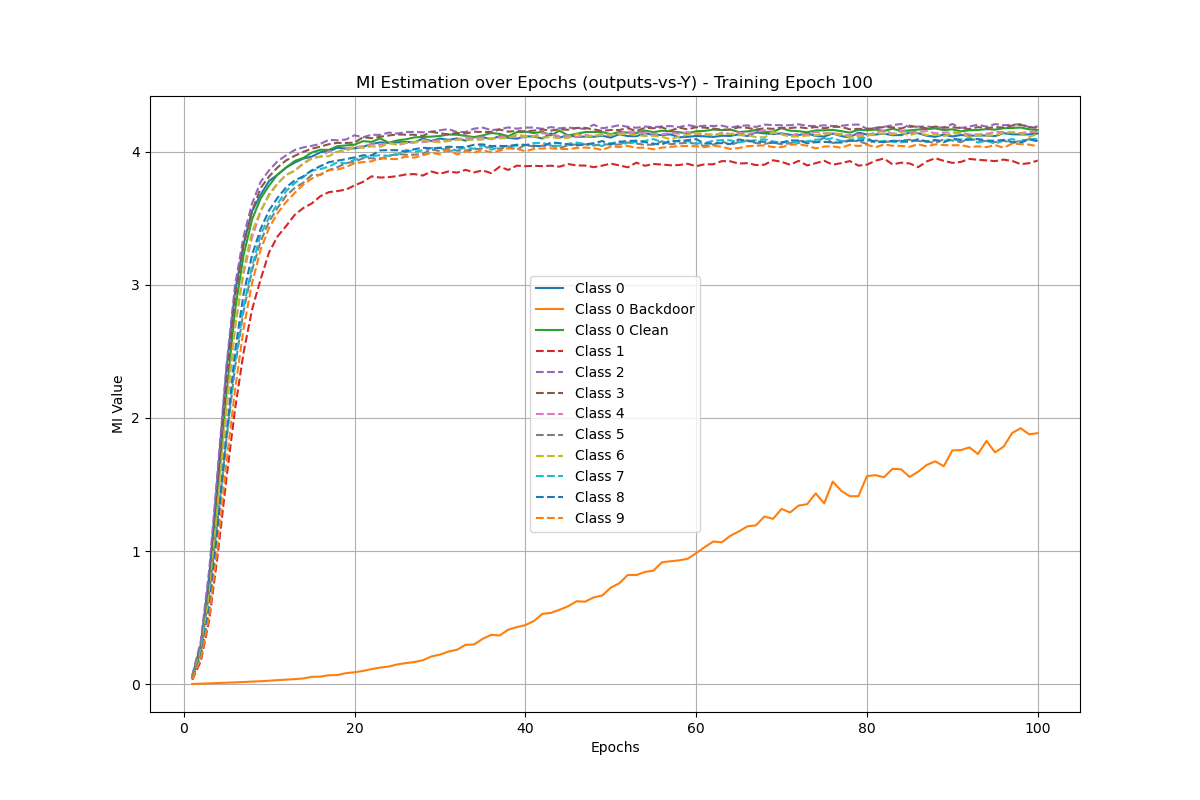 MI Estimation over Epochs (outputs-vs-Y) - Training Epoch 100
MI Value
4
3
2
1
0
Class 0
Class 0 Backdoor
Class 0 Clean
Class 1
Class 2
Class 3
Class 4
Class 5
Class 6
Class 7
Class 8
Class 9
0 20 40 60 80 100
Epochs